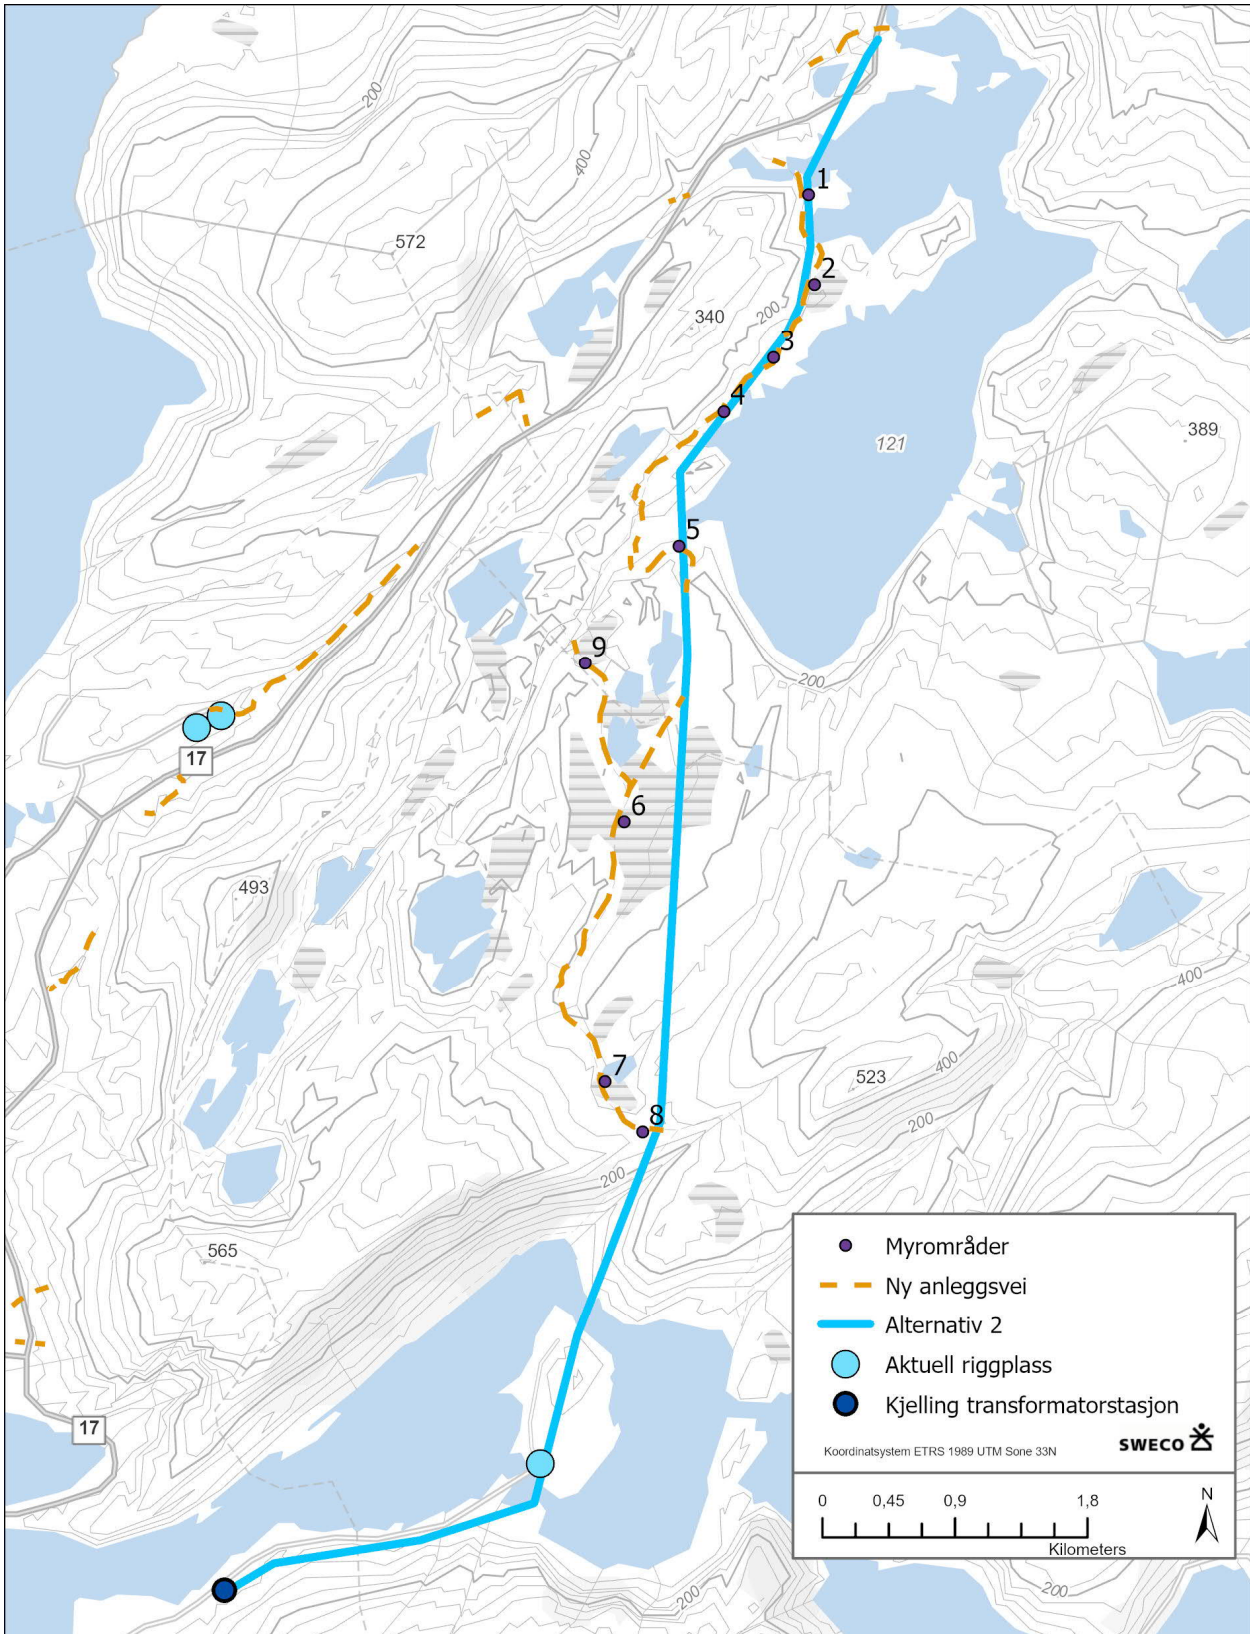 200
400
1
572
2
200
340
3
4
389
121
5
9
200
17
6
493
400
7
523
400
8
200
200
565
17
Myrområder
Ny anleggsvei
Alternativ 2
Aktuell riggplass
Kjelling transformatorstasjon
Koordinatsystem ETRS 1989 UTM Sone 33N
SWECO
0 0,45 0,9 1,8
Kilometers
N
200
200